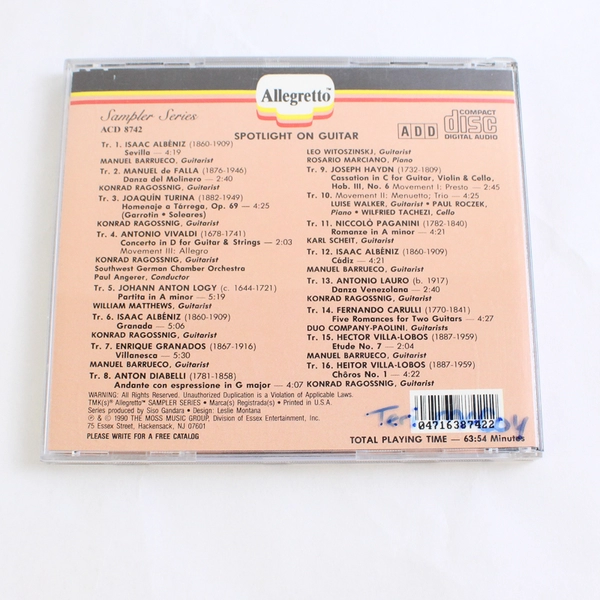 Allegretto™
Sampler Series
ACD 8742
SPOTLIGHT ON GUITAR
ADD
COMPACT
disc
DIGITAL AUDIO
Tr. 1. ISAAC ALBÉNIZ (1860-1909)
Sevilla — 4:19
MANUEL BARRUECO, Guitarist
Tr. 2. MANUEL de FALLA (1876-1946)
Danza del Molinero — 2:40
KONRAD RAGOSSNIG, Guitarist
Tr. 3. JOAQUÍN TURINA (1882-1949)
Homenaje a Tárrega, Op. 69 — 4:25
(Garrotin • Soleares)
KONRAD RAGOSSNIG, Guitarist
Tr. 4. ANTONIO VIVALDI (1678-1741)
Concerto in D for Guitar & Strings — 2:03
Movement III: Allegro
KONRAD RAGOSSNIG, Guitarist
Southwest German Chamber Orchestra
Paul Angerer, Conductor
Tr. 5. JOHANN ANTON LOGY (c. 1644-1721)
Partita in A minor — 5:19
WILLIAM MATTHEWS, Guitarist
Tr. 6. ISAAC ALBÉNIZ (1860-1909)
Granada — 5:06
KONRAD RAGOSSNIG, Guitarist
Tr. 7. ENRIQUE GRANADOS (1867-1916)
Villanesca — 5:30
MANUEL BARRUECO, Guitarist
Tr. 8. ANTON DIABELLI (1781-1858)
Andante con espressione in G major — 4:07
LEO WITOSZINSKJ, Guitarist
ROSARIO MARCIANO, Piano
Tr. 9. JOSEPH HAYDN (1732-1809)
Cassation in C for Guitar, Violin & Cello,
Hob. III, No. 6 Movement I: Presto — 2:45
Tr. 10. Movement II: Menuetto; Trio — 4:25
LUISE WALKER, Guitarist • PAUL ROCZEK,
Piano • WILFRIED TACHEZI, Cello
Tr. 11. NICCOLÒ PAGANINI (1782-1840)
Romanze in A minor — 4:21
KARL SCHEIT, Guitarist
Tr. 12. ISAAC ALBÉNIZ (1860-1909)
Cádiz — 4:21
MANUEL BARRUECO, Guitarist
Tr. 13. ANTONIO LAURO (b. 1917)
Danza Venezolana — 2:40
KONRAD RAGOSSNIG, Guitarist
Tr. 14. FERNANDO CARULLI (1770-1841)
Five Romances for Two Guitars — 4:27
DUO COMPANY-PAOLINI, Guitarists
Tr. 15. HECTOR VILLA-LOBOS (1887-1959)
Etude No. 7 — 2:04
MANUEL BARRUECO, Guitarist
Tr. 16. HEITOR VILLA-LOBOS (1887-1959)
Chôros No. 1 — 4:22
KONRAD RAGOSSNIG, Guitarist
WARNING: All Rights Reserved. Unauthorized Duplication is a Violation of Applicable Laws.
TMK(s)® Allegretto™ SAMPLER SERIES • Marca(s) Registrada(s) • Printed in U.S.A.
Series produced by Siso Gandara • Design: Leslie Montana
℗ & © 1990 THE MOSS MUSIC GROUP, Division of Essex Entertainment, Inc.
75 Essex Street, Hackensack, NJ 07601
PLEASE WRITE FOR A FREE CATALOG
Teri
04716387422
TOTAL PLAYING TIME — 63:54 Minutes